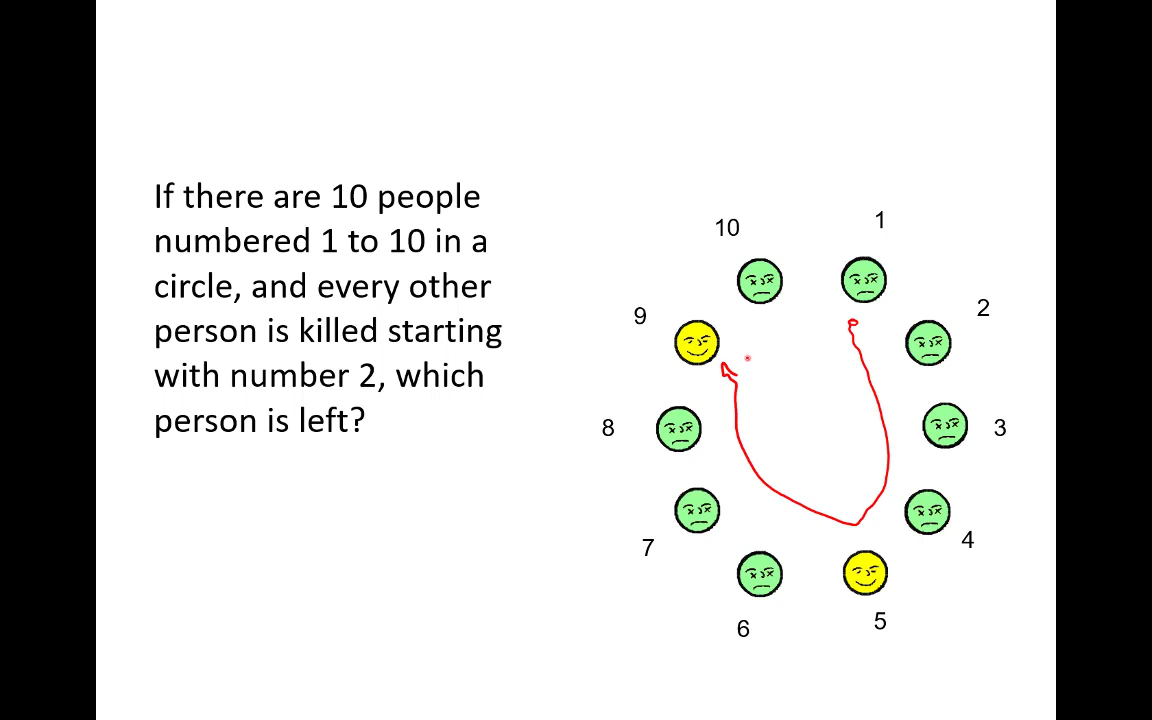 If there are 10 people
numbered 1 to 10 in a
circle, and every other
person is killed starting
with number 2, which
person is left?
10
1
9
2
8
3
7
4
6
5